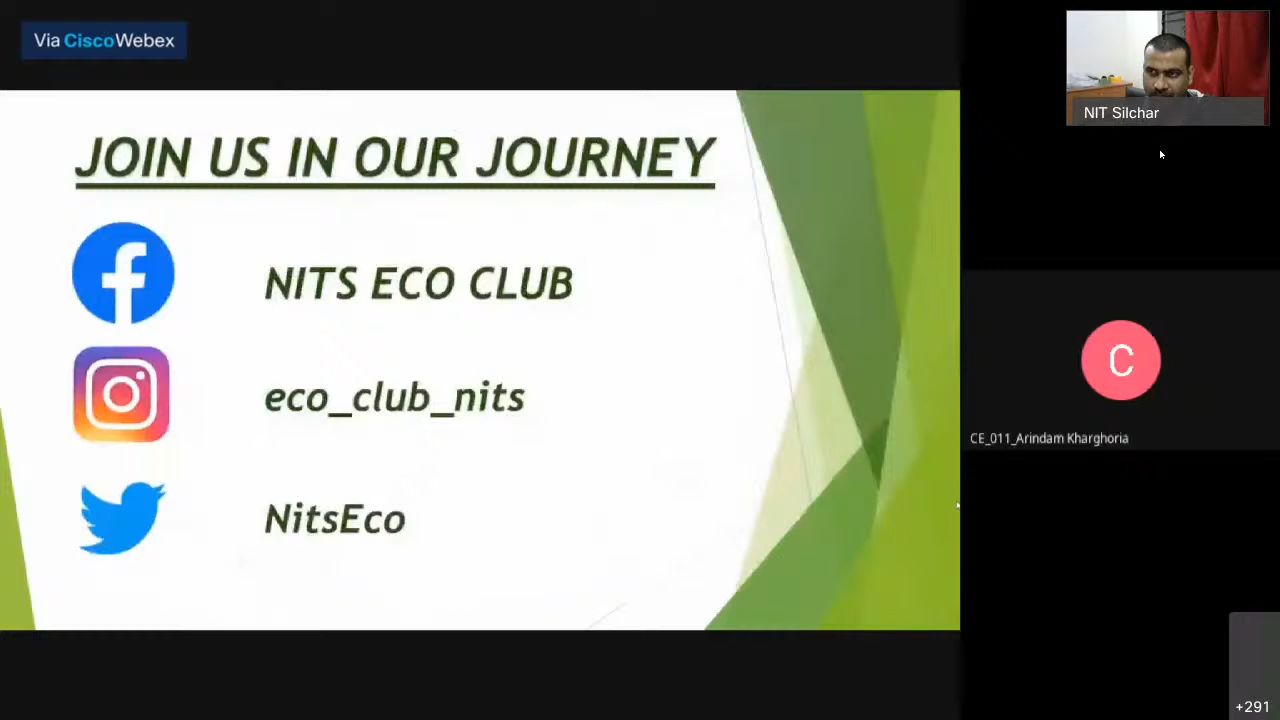 Via CiscoWebex
JOIN US IN OUR JOURNEY
NITS ECO CLUB
eco_club_nits
NitsEco
NIT Silchar
C
CE_011_Arindam Kharghoria
+291